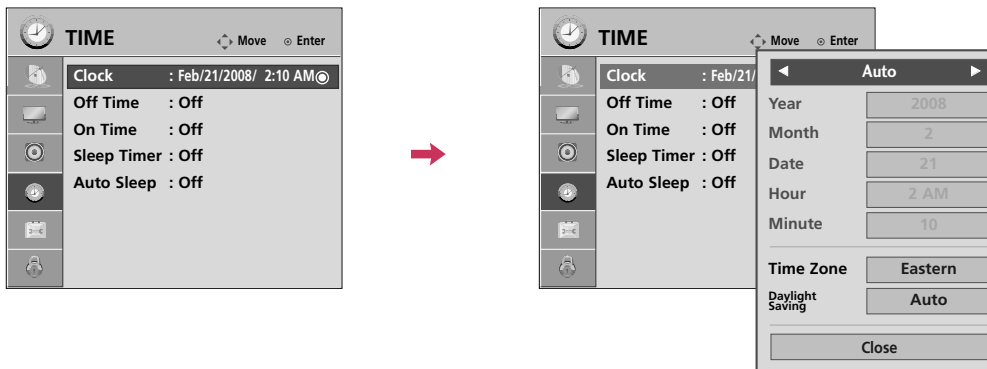 TIME
Move Enter
Clock : Feb/21/2008/ 2:10 AM
Off Time : Off
On Time : Off
Sleep Timer : Off
Auto Sleep : Off
TIME
Move Enter
Clock : Feb/21/
Off Time : Off
On Time : Off
Sleep Timer : Off
Auto Sleep : Off
Auto
Year 2008
Month 2
Date 21
Hour 2 AM
Minute 10
Time Zone Eastern
Daylight
Saving Auto
Close